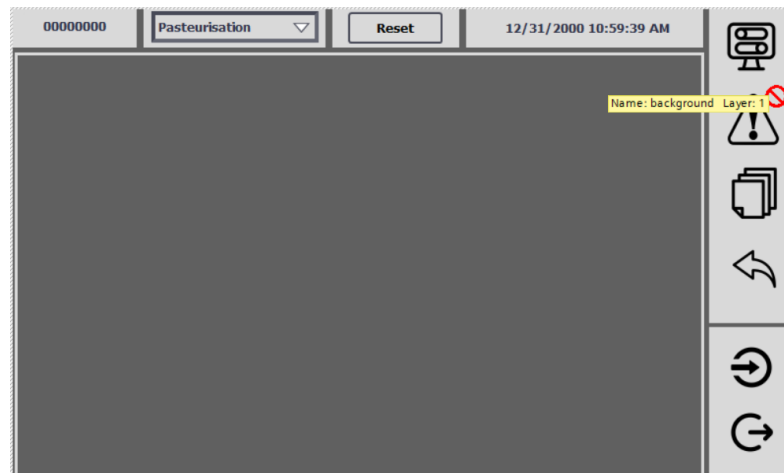 00000000
Pasteurisation
Reset
12/31/2000 10:59:39 AM
Name: background Layer: 1